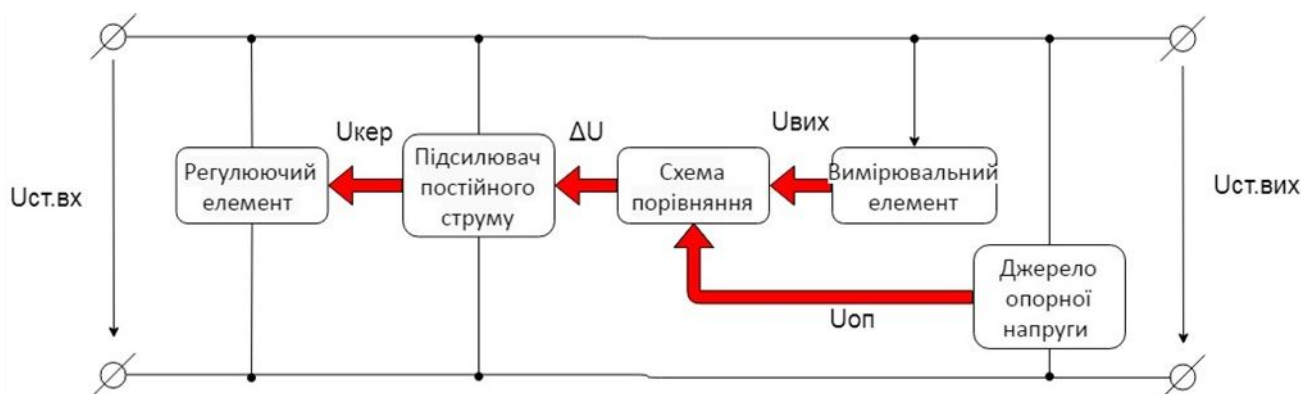 Uкер
ΔU
Uвих
Uст.вх
Регулюючий
елемент
Підсилювач
постійного
струму
Схема
порівняння
Вимірювальний
елемент
Uст.вих
Джерело
опорної
напруги
Uоп